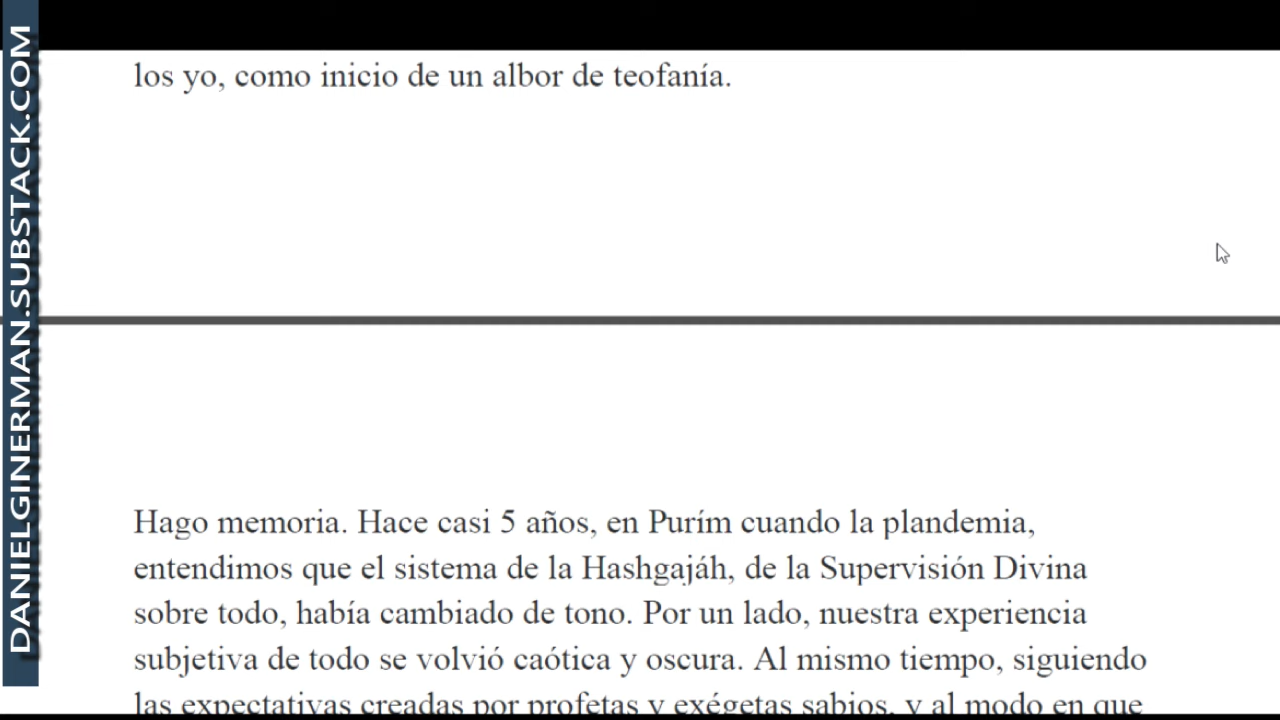 DANIELGINERMAN.SUBSTACK.COM
los yo, como inicio de un albor de teofanía.
Hago memoria. Hace casi 5 años, en Purím cuando la plandemia,
entendimos que el sistema de la Hashgajáh, de la Supervisión Divina
sobre todo, había cambiado de tono. Por un lado, nuestra experiencia
subjetiva de todo se volvió caótica y oscura. Al mismo tiempo, siguiendo
las expectativas creadas por profetas y exégetas sabios, y al modo en que